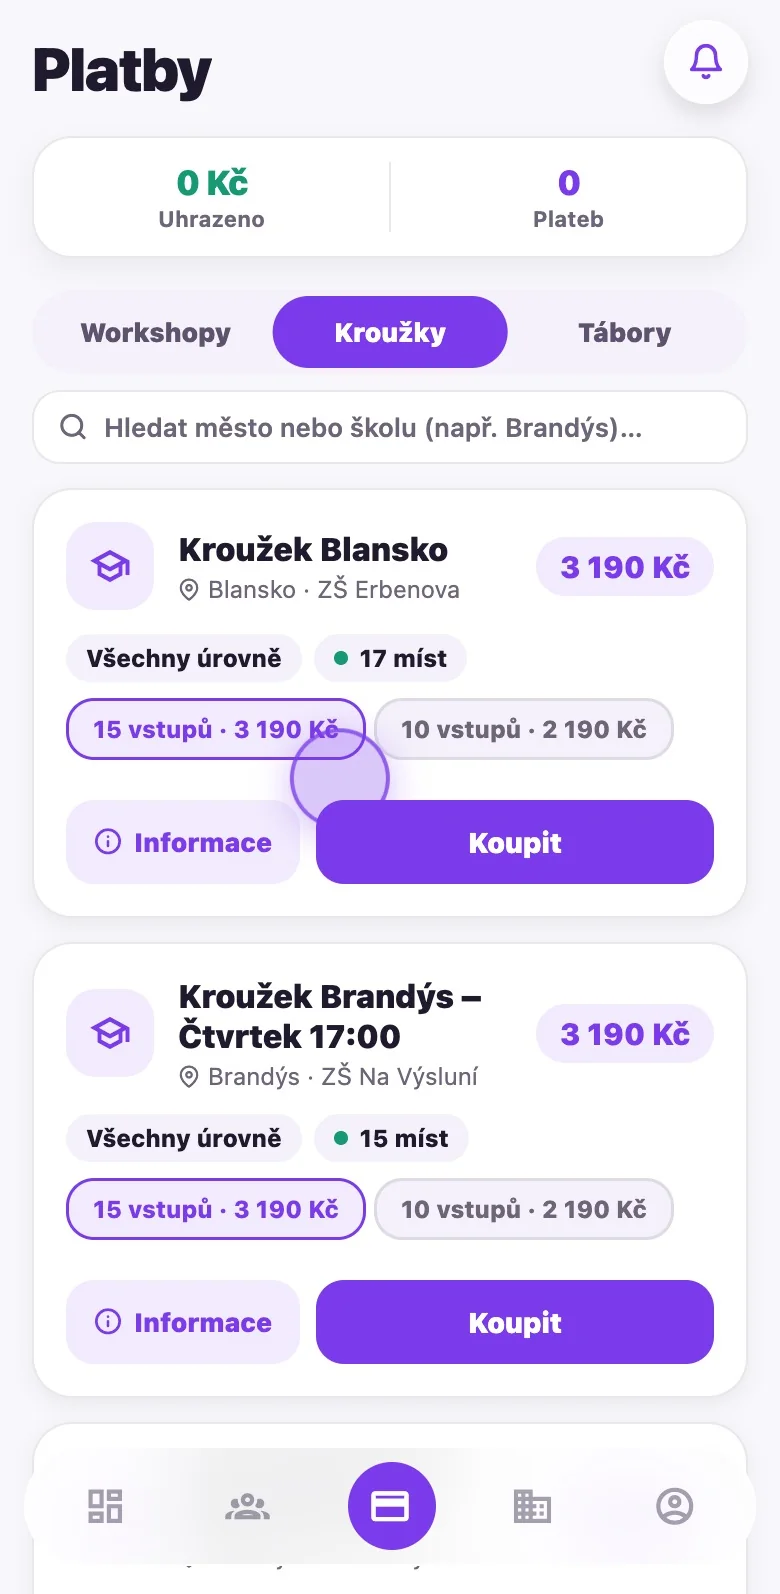 Platby
0 Kč
Uhrazeno
0
Plateb
Workshopy
Kroužky
Tábory
Hledat město nebo školu (např. Brandýs)...
Kroužek Blansko
Blansko · ZŠ Erbenova
3 190 Kč
Všechny úrovně
17 míst
15 vstupů · 3 190 Kč
10 vstupů · 2 190 Kč
Informace
Koupit
Kroužek Brandýs –
Čtvrtek 17:00
Brandýs · ZŠ Na Výsluní
3 190 Kč
Všechny úrovně
15 míst
15 vstupů · 3 190 Kč
10 vstupů · 2 190 Kč
Informace
Koupit